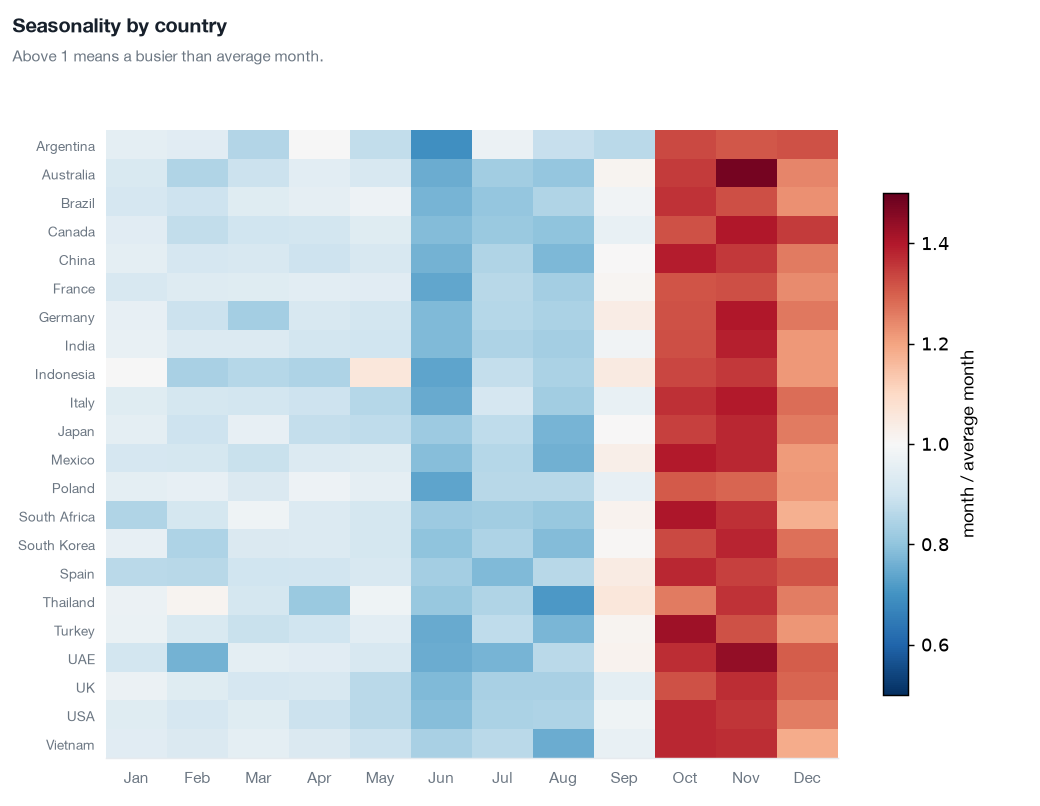 Seasonality by country
Above 1 means a busier than average month.
Argentina
Australia
Brazil
Canada
China
France
Germany
India
Indonesia
Italy
Japan
Mexico
Poland
South Africa
South Korea
Spain
Thailand
Turkey
UAE
UK
USA
Vietnam
Jan Feb Mar Apr May Jun Jul Aug Sep Oct Nov Dec
1.4
1.2
1.0
0.8
0.6
month / average month